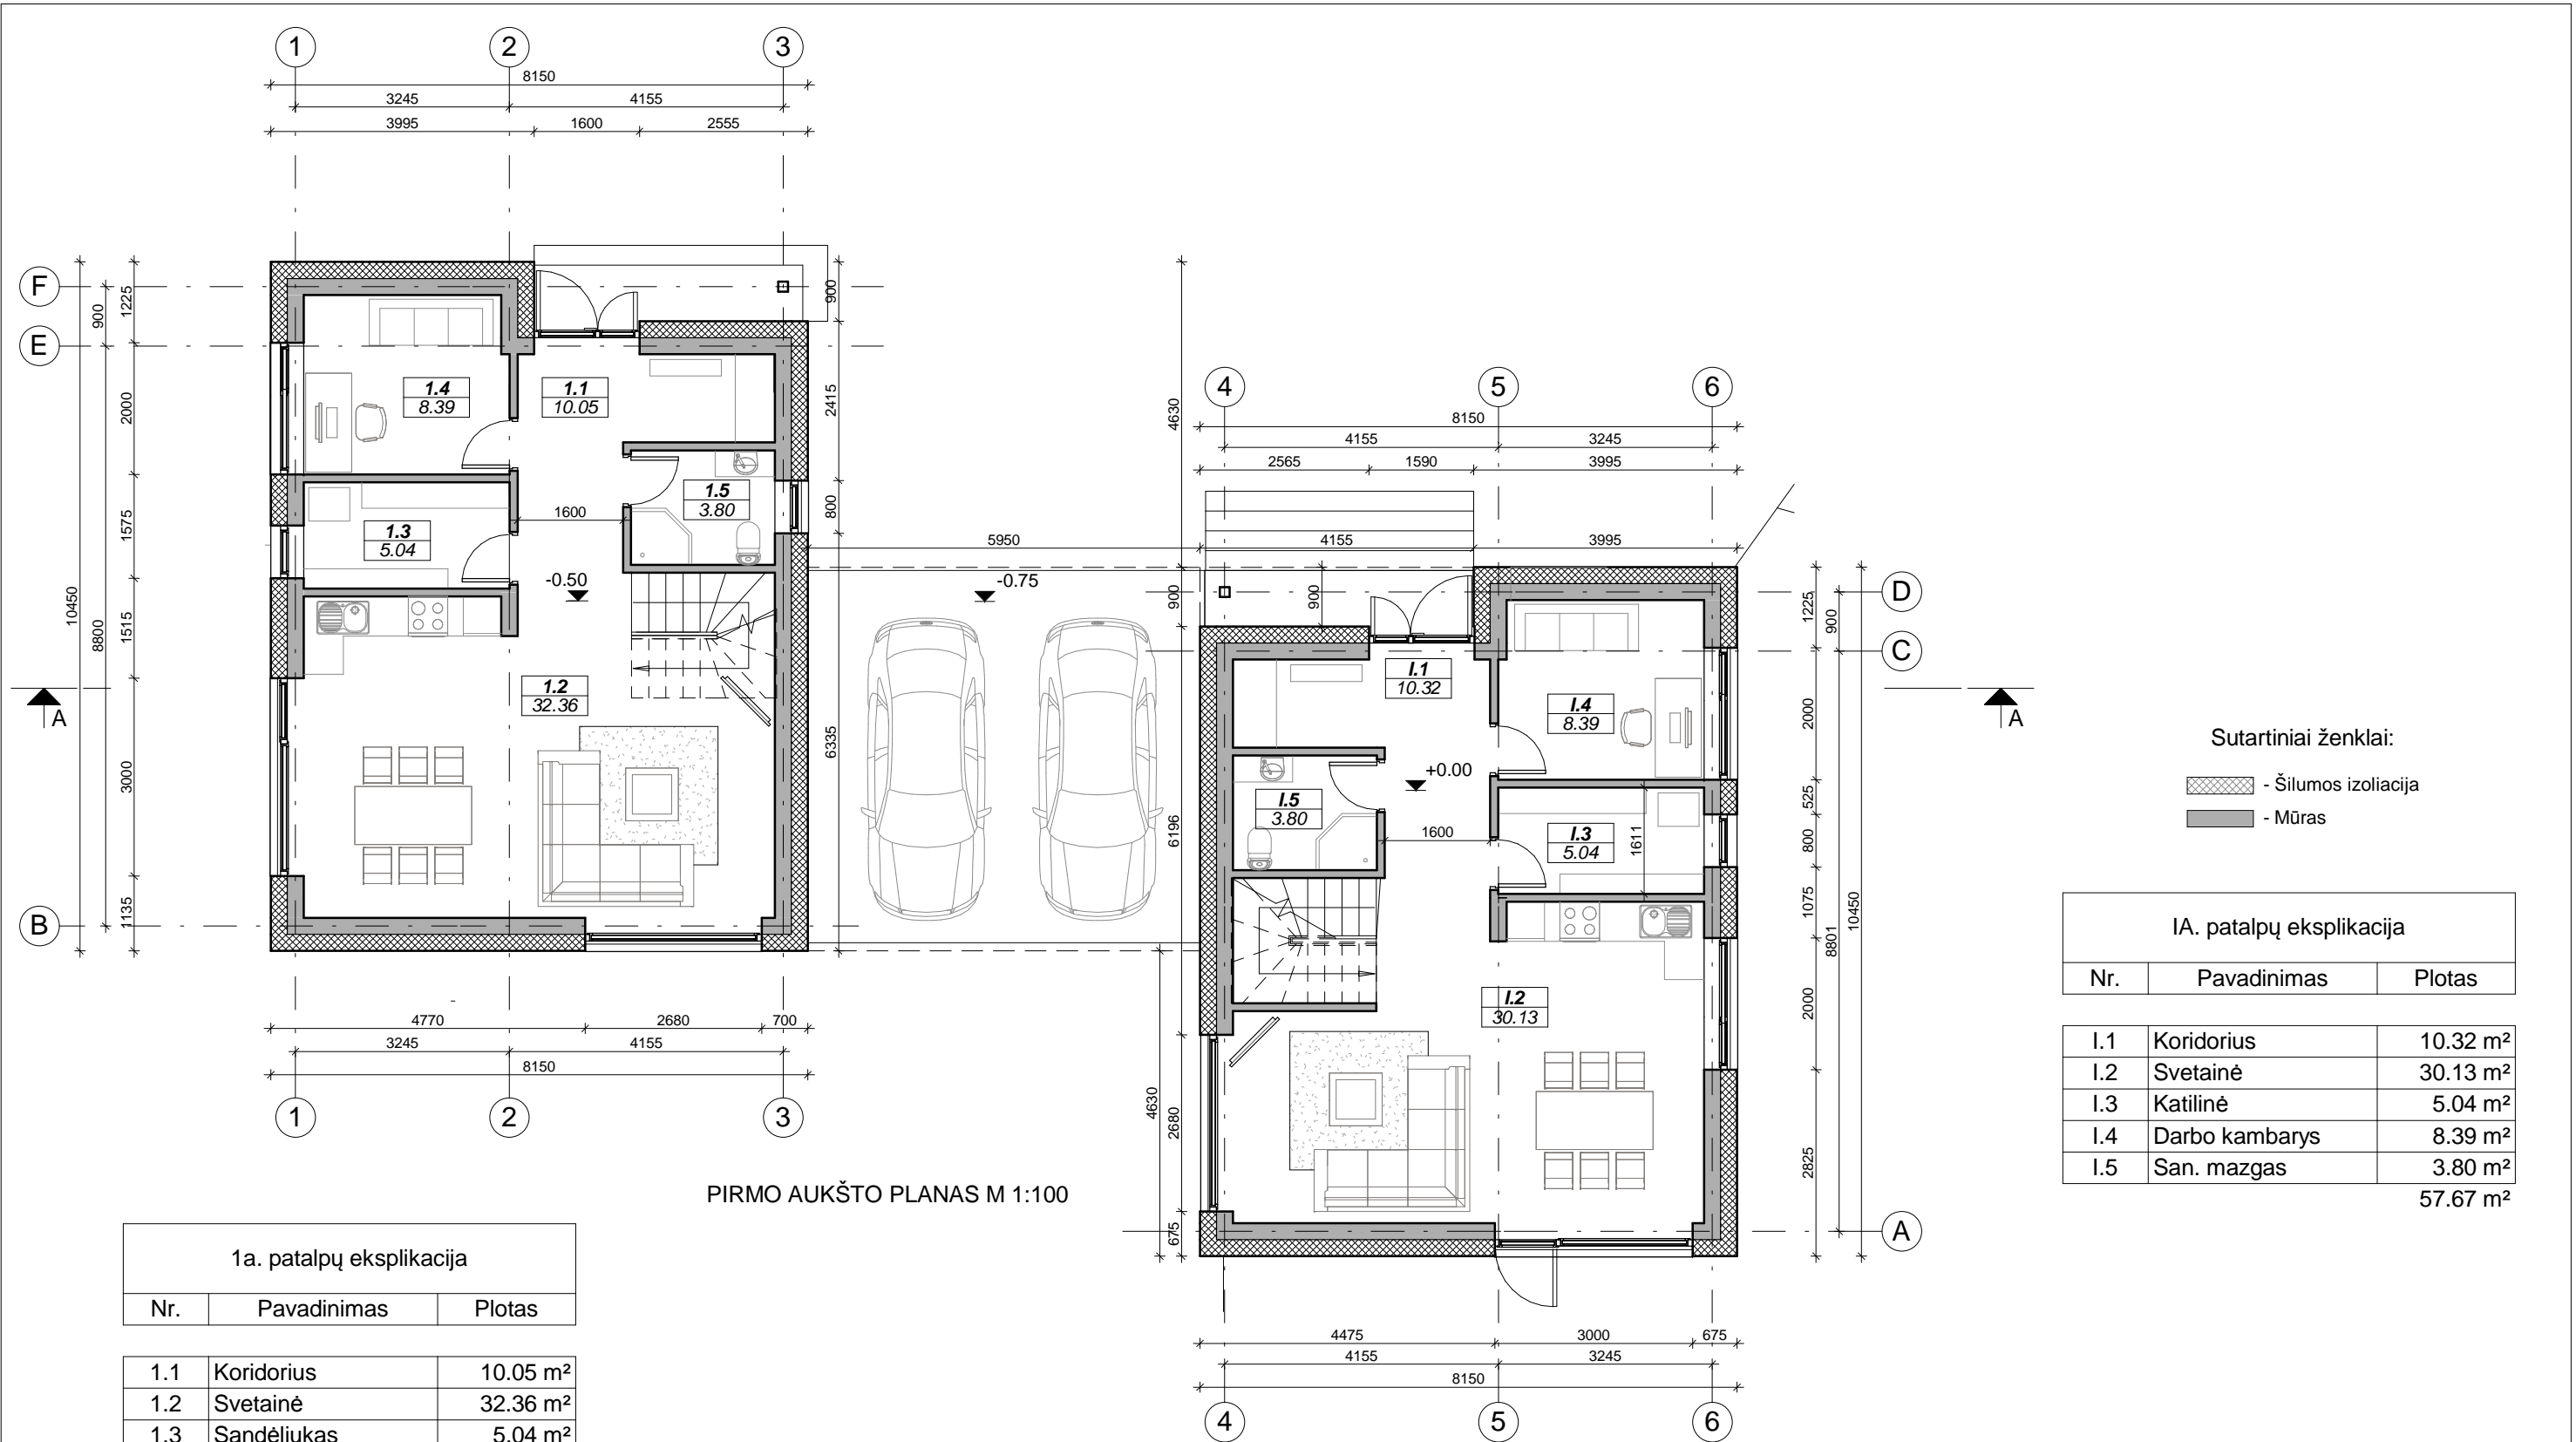 1 2 3
8150
3245 4155
3995 1600 2555
F
E
B
10450
900
8800
1225
2000
1575
1515
3000
1135
900
2415
800
6335
1.4
8.39
1.1
10.05
1.5
3.80
1.3
5.04
1600
-0.50
1.2
32.36
A
4770 2680 700
3245 4155
8150
1 2 3
5950
-0.75
4630
900
6196
2680
675
4630
4 5 6
8150
4155 3245
2565 1590 3995
4155 3995
900
I.1
10.32
I.4
8.39
+0.00
I.5
3.80
1600
I.3
5.04
1611
I.2
30.13
1225
2000
525
800
1075
2000
2825
900
8801
10450
D
C
A
A
4475 3000 675
4155 3245
8150
4 5 6
Sutartiniai ženklai:
- Šilumos izoliacija
- Mūras
IA. patalpų eksplikacija
Nr. Pavadinimas Plotas
I.1 Koridorius 10.32 m²
I.2 Svetainė 30.13 m²
I.3 Katilinė 5.04 m²
I.4 Darbo kambarys 8.39 m²
I.5 San. mazgas 3.80 m²
57.67 m²
PIRMO AUKŠTO PLANAS M 1:100
1a. patalpų eksplikacija
Nr. Pavadinimas Plotas
1.1 Koridorius 10.05 m²
1.2 Svetainė 32.36 m²
1.3 Sandėliukas 5.04 m²